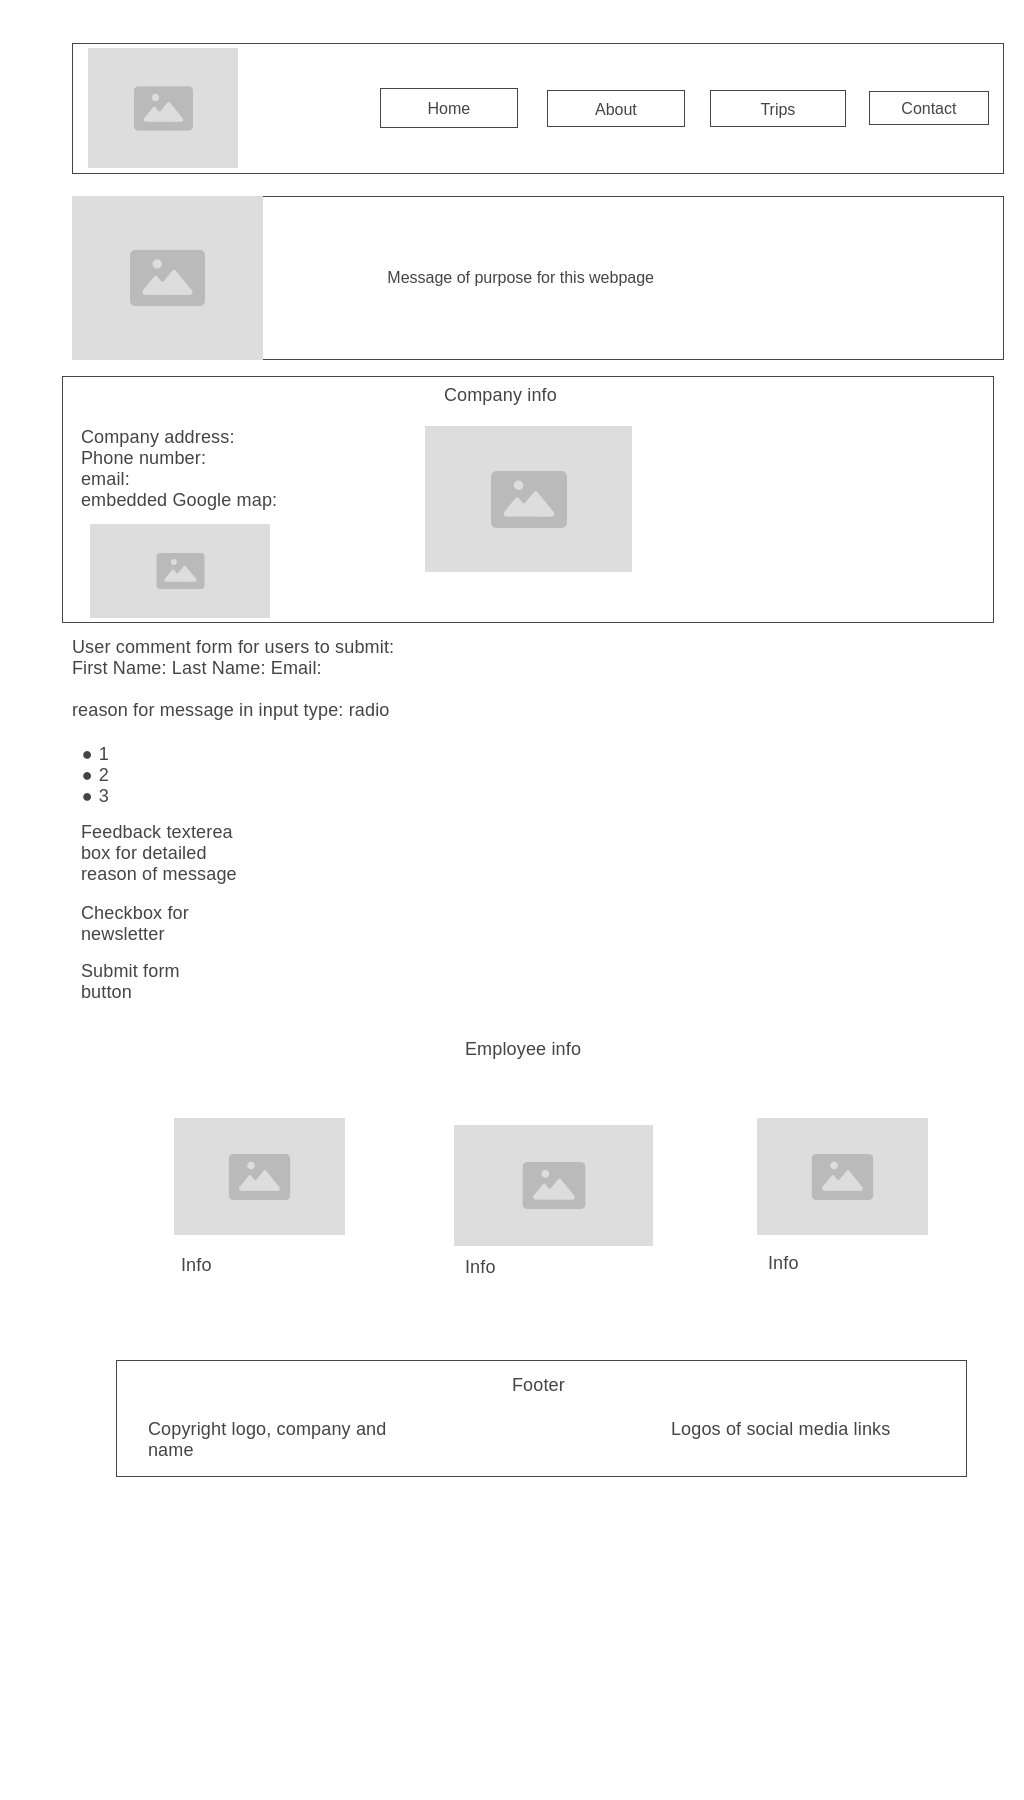 Home
About
Trips
Contact
Message of purpose for this webpage
Company info
Company address:
Phone number:
email:
embedded Google map:
User comment form for users to submit:
First Name: Last Name: Email:
reason for message in input type: radio
● 1
● 2
● 3
Feedback texterea
box for detailed
reason of message
Checkbox for
newsletter
Submit form
button
Employee info
Info
Info
Info
Footer
Copyright logo, company and
name
Logos of social media links